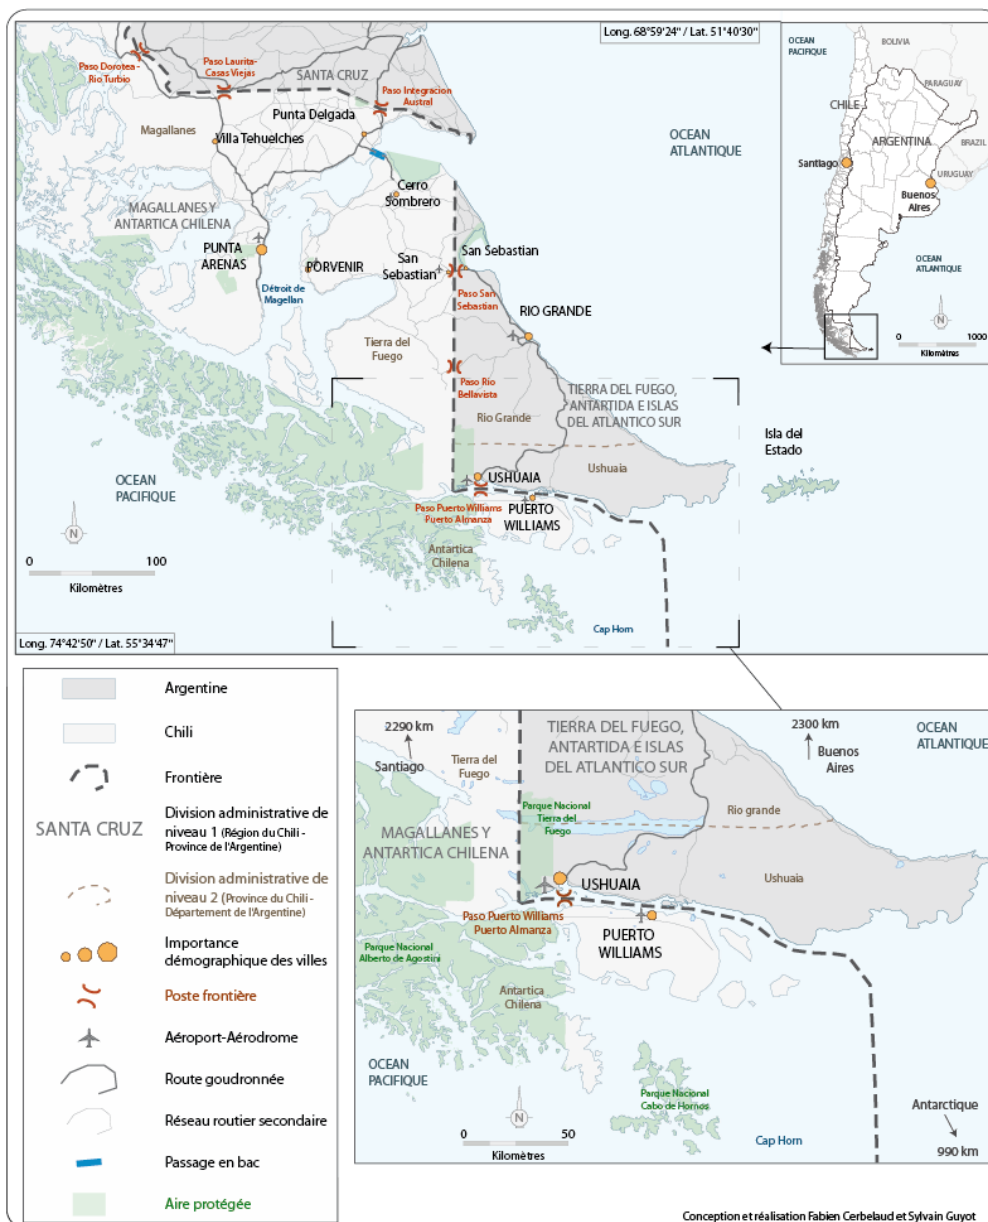 Long. 68°59'24" / Lat. 51°40'30"
Paso Dorotea -
Rio Turbio
Paso Laurita-
Casas Viejas
SANTA CRUZ
Paso Integracion
Austral
Punta Delgada
Magallanes
Villa Tehuelches
OCEAN
ATLANTIQUE
Cerro
Sombrero
MAGALLANES Y
ANTARTICA CHILENA
PUNTA
ARENAS
PORVENIR
San
Sebastian
San Sebastian
Détroit de
Magellan
Paso San
Sebastian
RIO GRANDE
Tierra del
Fuego
Paso Río
Bellavista
TIERRA DEL FUEGO,
ANTARTIDA E ISLAS
DEL ATLANTICO SUR
Rio Grande
Isla del
Estado
Ushuaia
OCEAN
PACIFIQUE
USHUAIA
Paso Puerto Williams
Puerto Almanza
PUERTO
WILLIAMS
N
0 100
Kilomètres
Antartica
Chilena
Cap Horn
Long. 74°42'50" / Lat. 55°34'47"
OCEAN
PACIFIQUE
BOLIVIA
PARAGUAY
CHILE
ARGENTINA
BRAZIL
Santiago
URUGUAY
Buenos
Aires
OCEAN
ATLANTIQUE
N
0 1000
Kilomètres
Argentine
Chili
Frontière
SANTA CRUZ
Division administrative de
niveau 1 (Région du Chili -
Province de l'Argentine)
Division administrative de
niveau 2 (Province du Chili -
Département de l'Argentine)
Importance
démographique des villes
Poste frontière
Aéroport-Aérodrome
Route goudronnée
Réseau routier secondaire
Passage en bac
Aire protégée
2290 km
Santiago
Tierra del
Fuego
TIERRA DEL FUEGO,
ANTARTIDA E ISLAS
DEL ATLANTICO SUR
2300 km
Buenos
Aires
OCEAN
ATLANTIQUE
Parque Nacional
Tierra del
Fuego
Rio grande
MAGALLANES Y
ANTARTICA CHILENA
Ushuaia
USHUAIA
Paso Puerto Williams
Puerto Almanza
PUERTO
WILLIAMS
Parque Nacional
Alberto de Agostini
Antartica
Chilena
OCEAN
PACIFIQUE
Parque Nacional
Cabo de Hornos
N
0 50
Kilomètres
Cap Horn
Antarctique
990 km
Conception et réalisation Fabien Cerbelaud et Sylvain Guyot